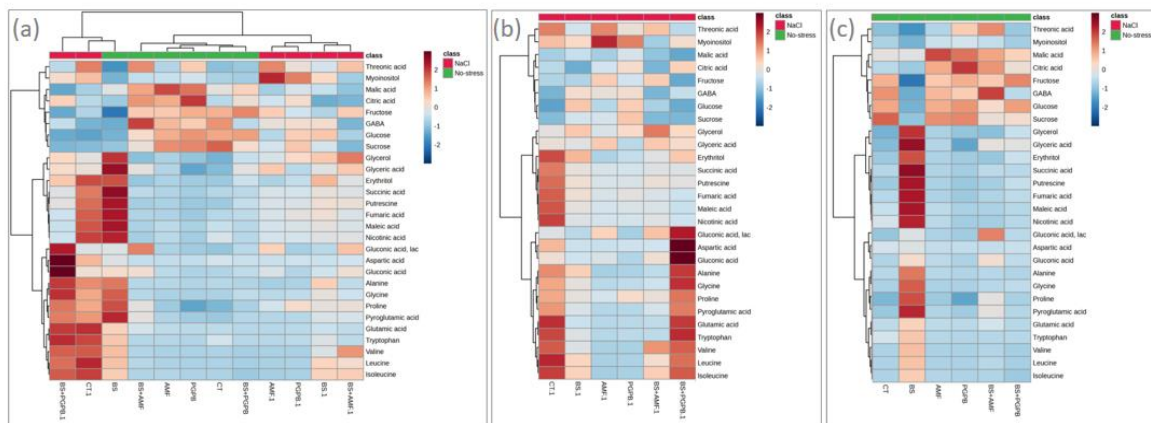 (a)
class
Threonic acid
Myoinositol
Malic acid
Citric acid
Fructose
GABA
Glucose
Sucrose
Glycerol
Glyceric acid
Erythritol
Succinic acid
Putrescine
Fumaric acid
Maleic acid
Nicotinic acid
Gluconic acid, lac
Aspartic acid
Gluconic acid
Alanine
Glycine
Proline
Pyroglutamic acid
Glutamic acid
Tryptophan
Valine
Leucine
Isoleucine
BS+PGPB.1
CT.1
BS
BS+AMF
AMF
PGPB
CT
BS+PGPB
AMF.1
PGPB.1
BS.1
BS+AMF.1
class
NaCl
No-stress
2
1
0
-1
-2
(b)
class
Threonic acid
Myoinositol
Malic acid
Citric acid
Fructose
GABA
Glucose
Sucrose
Glycerol
Glyceric acid
Erythritol
Succinic acid
Putrescine
Fumaric acid
Maleic acid
Nicotinic acid
Gluconic acid, lac
Aspartic acid
Gluconic acid
Alanine
Glycine
Proline
Pyroglutamic acid
Glutamic acid
Tryptophan
Valine
Leucine
Isoleucine
CT.1
BS.1
AMF.1
PGPB.1
BS+AMF.1
BS+PGPB.1
class
NaCl
No-stress
2
1
0
-1
-2
(c)
class
Threonic acid
Myoinositol
Malic acid
Citric acid
Fructose
GABA
Glucose
Sucrose
Glycerol
Glyceric acid
Erythritol
Succinic acid
Putrescine
Fumaric acid
Maleic acid
Nicotinic acid
Gluconic acid, lac
Aspartic acid
Gluconic acid
Alanine
Glycine
Proline
Pyroglutamic acid
Glutamic acid
Tryptophan
Valine
Leucine
Isoleucine
CT
BS
AMF
PGPB
BS+AMF
BS+PGPB
class
NaCl
No-stress
2
1
0
-1
-2